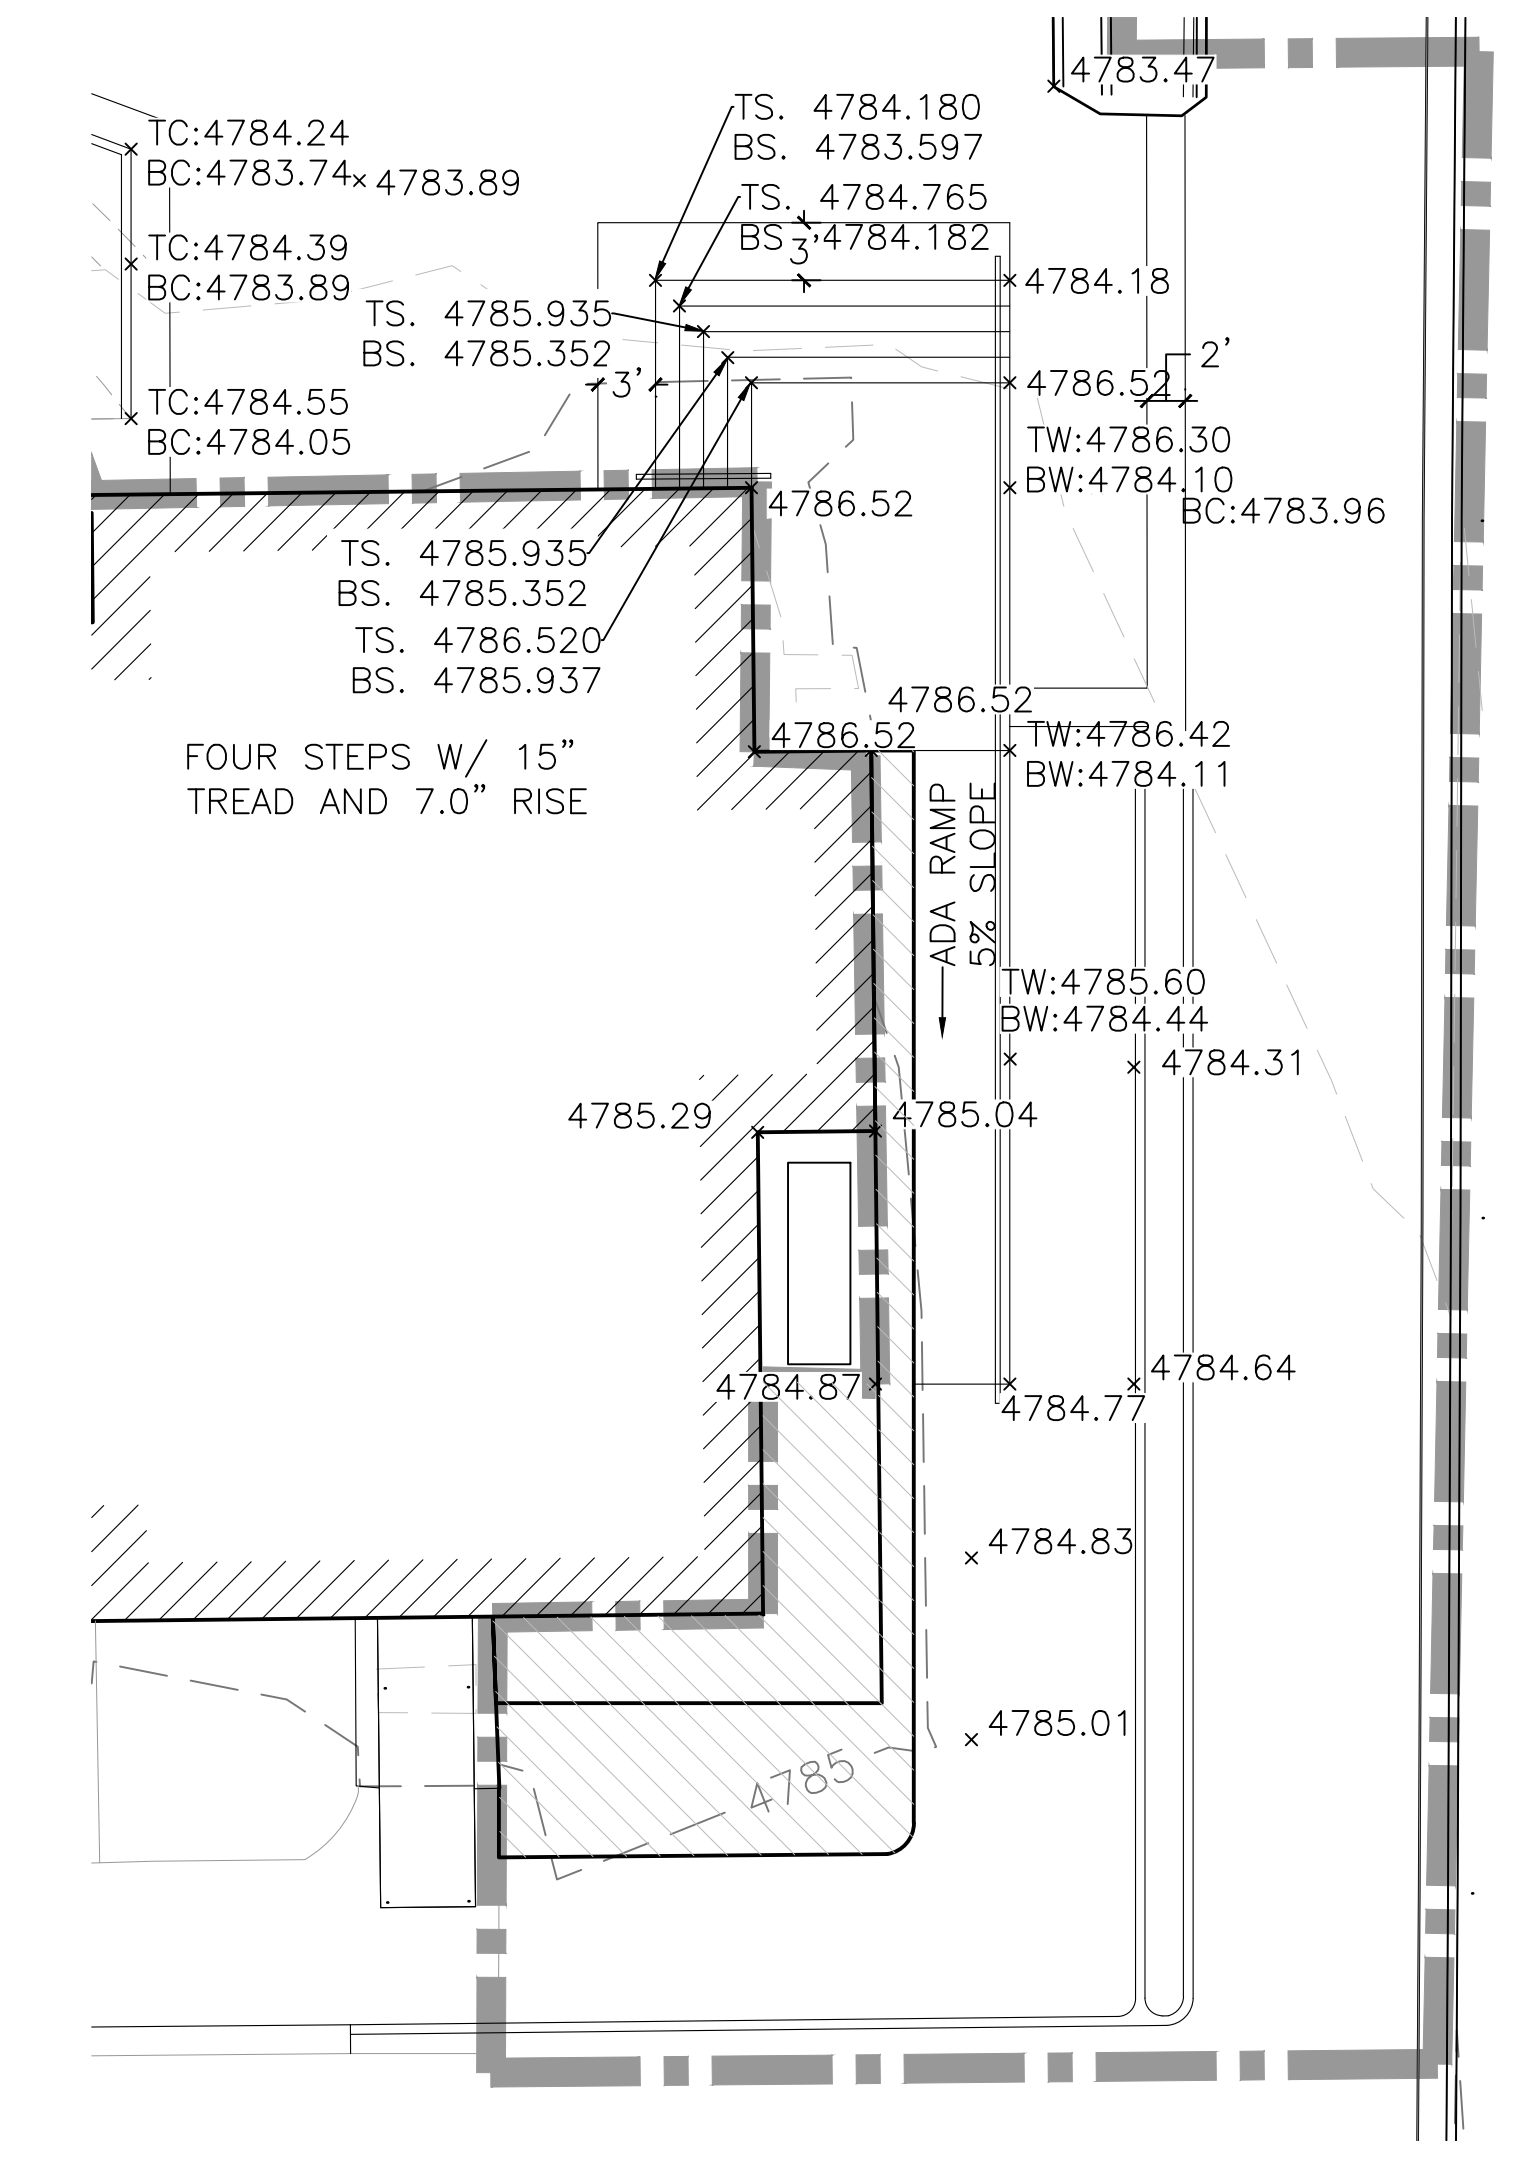 4783.47
TS. 4784.180
BS. 4783.597
TC:4784.24
BC:4783.74
4783.89
TS. 4784.765
BS. 4784.182
3'
TC:4784.39
BC:4783.89
4784.18
TS. 4785.935
BS. 4785.352
2'
3'
4786.52
TC:4784.55
BC:4784.05
TW:4786.30
BW:4784.10
4786.52
BC:4783.96
TS. 4785.935
BS. 4785.352
TS. 4786.520
BS. 4785.937
4786.52
4786.52
TW:4786.42
BW:4784.11
FOUR STEPS W/ 15"
TREAD AND 7.0" RISE
ADA RAMP
5% SLOPE
TW:4785.60
BW:4784.44
4784.31
4785.29
4785.04
4784.64
4784.87
4784.77
4784.83
4785.01
4785